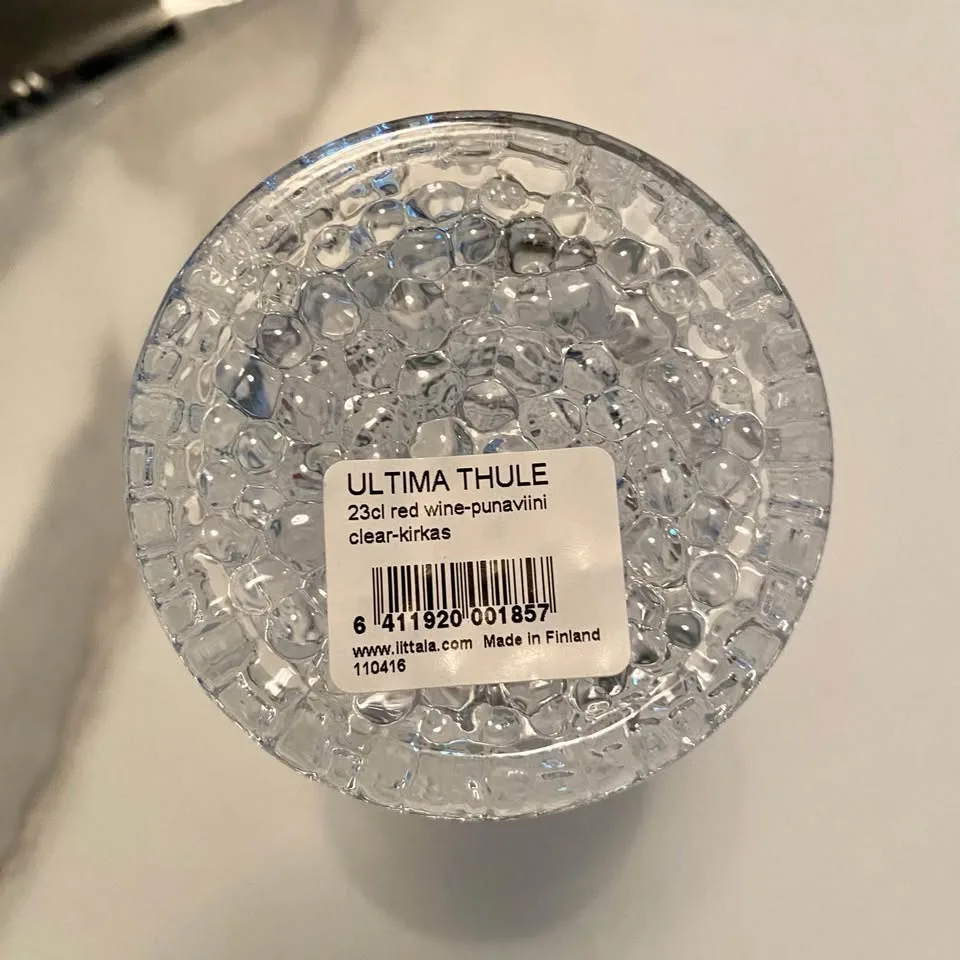 ULTIMA THULE
23cl red wine-punaviini
clear-kirkas
6 411920 001857
www.iittala.com Made in Finland
110416